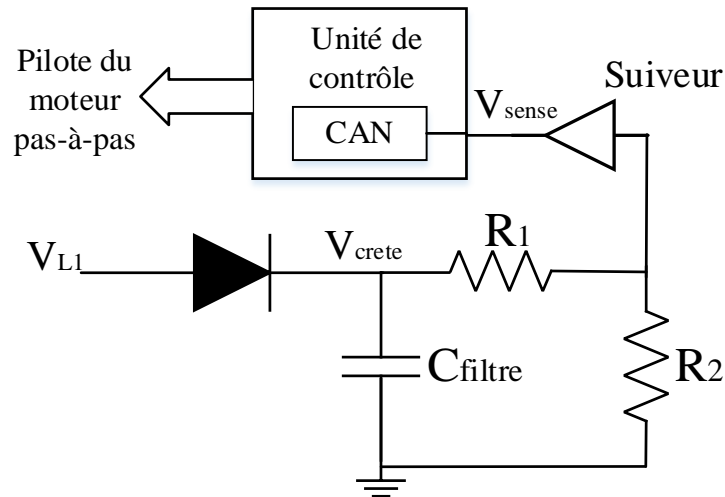 Unité de
contrôle
CAN
Pilote du
moteur
pas-à-pas
Suiveur
Vsense
VL1
Vcrete
R1
Cfiltre
R2